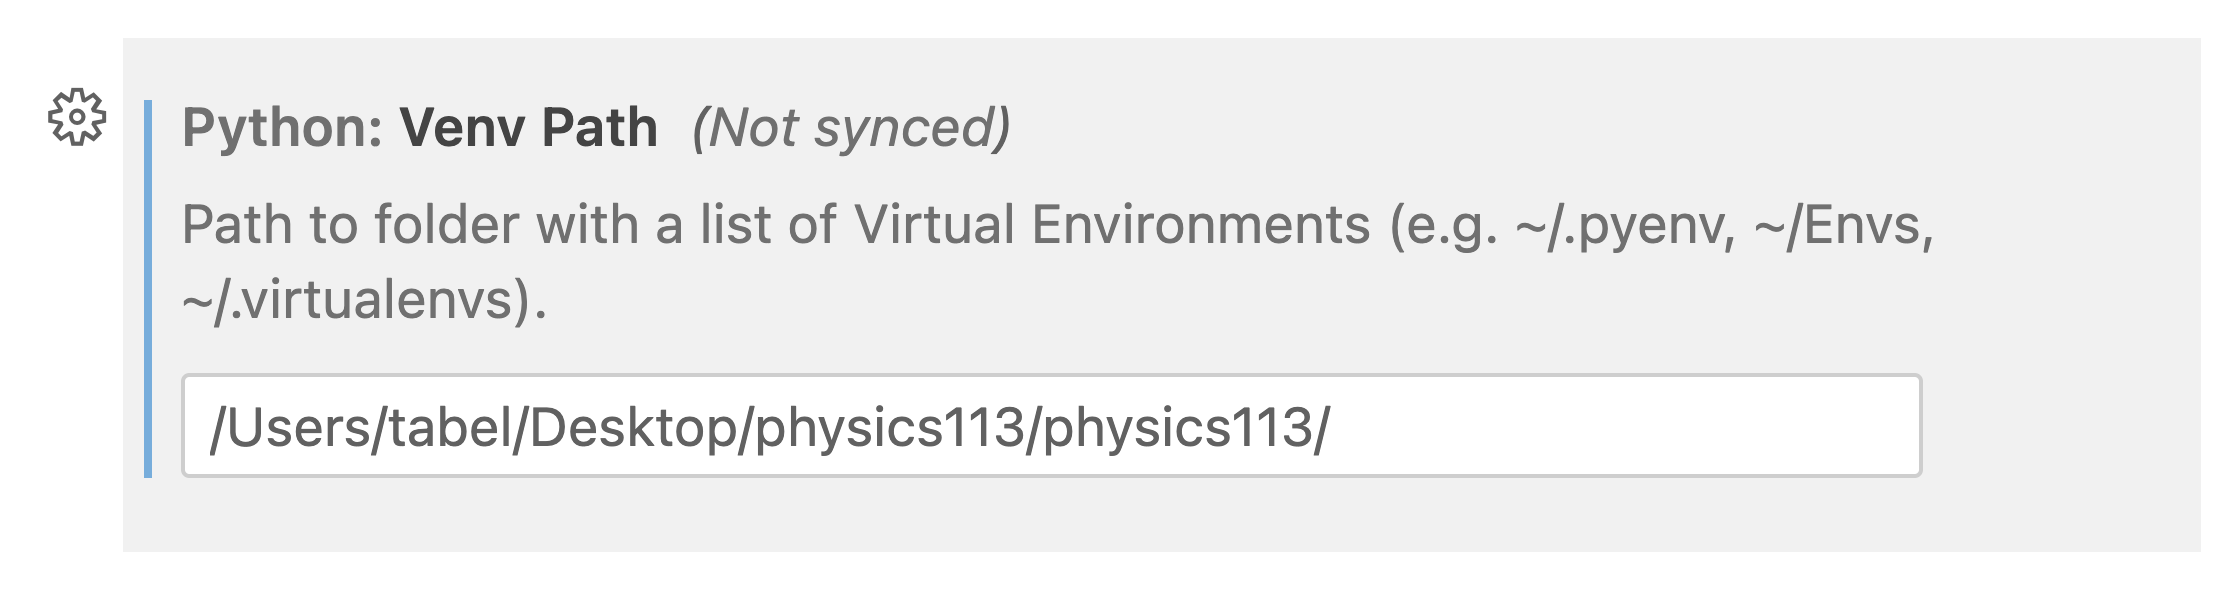 Python: Venv Path (Not synced)
Path to folder with a list of Virtual Environments (e.g. ~/.pyenv, ~/Envs,
~/.virtualenvs).
/Users/tabel/Desktop/physics113/physics113/